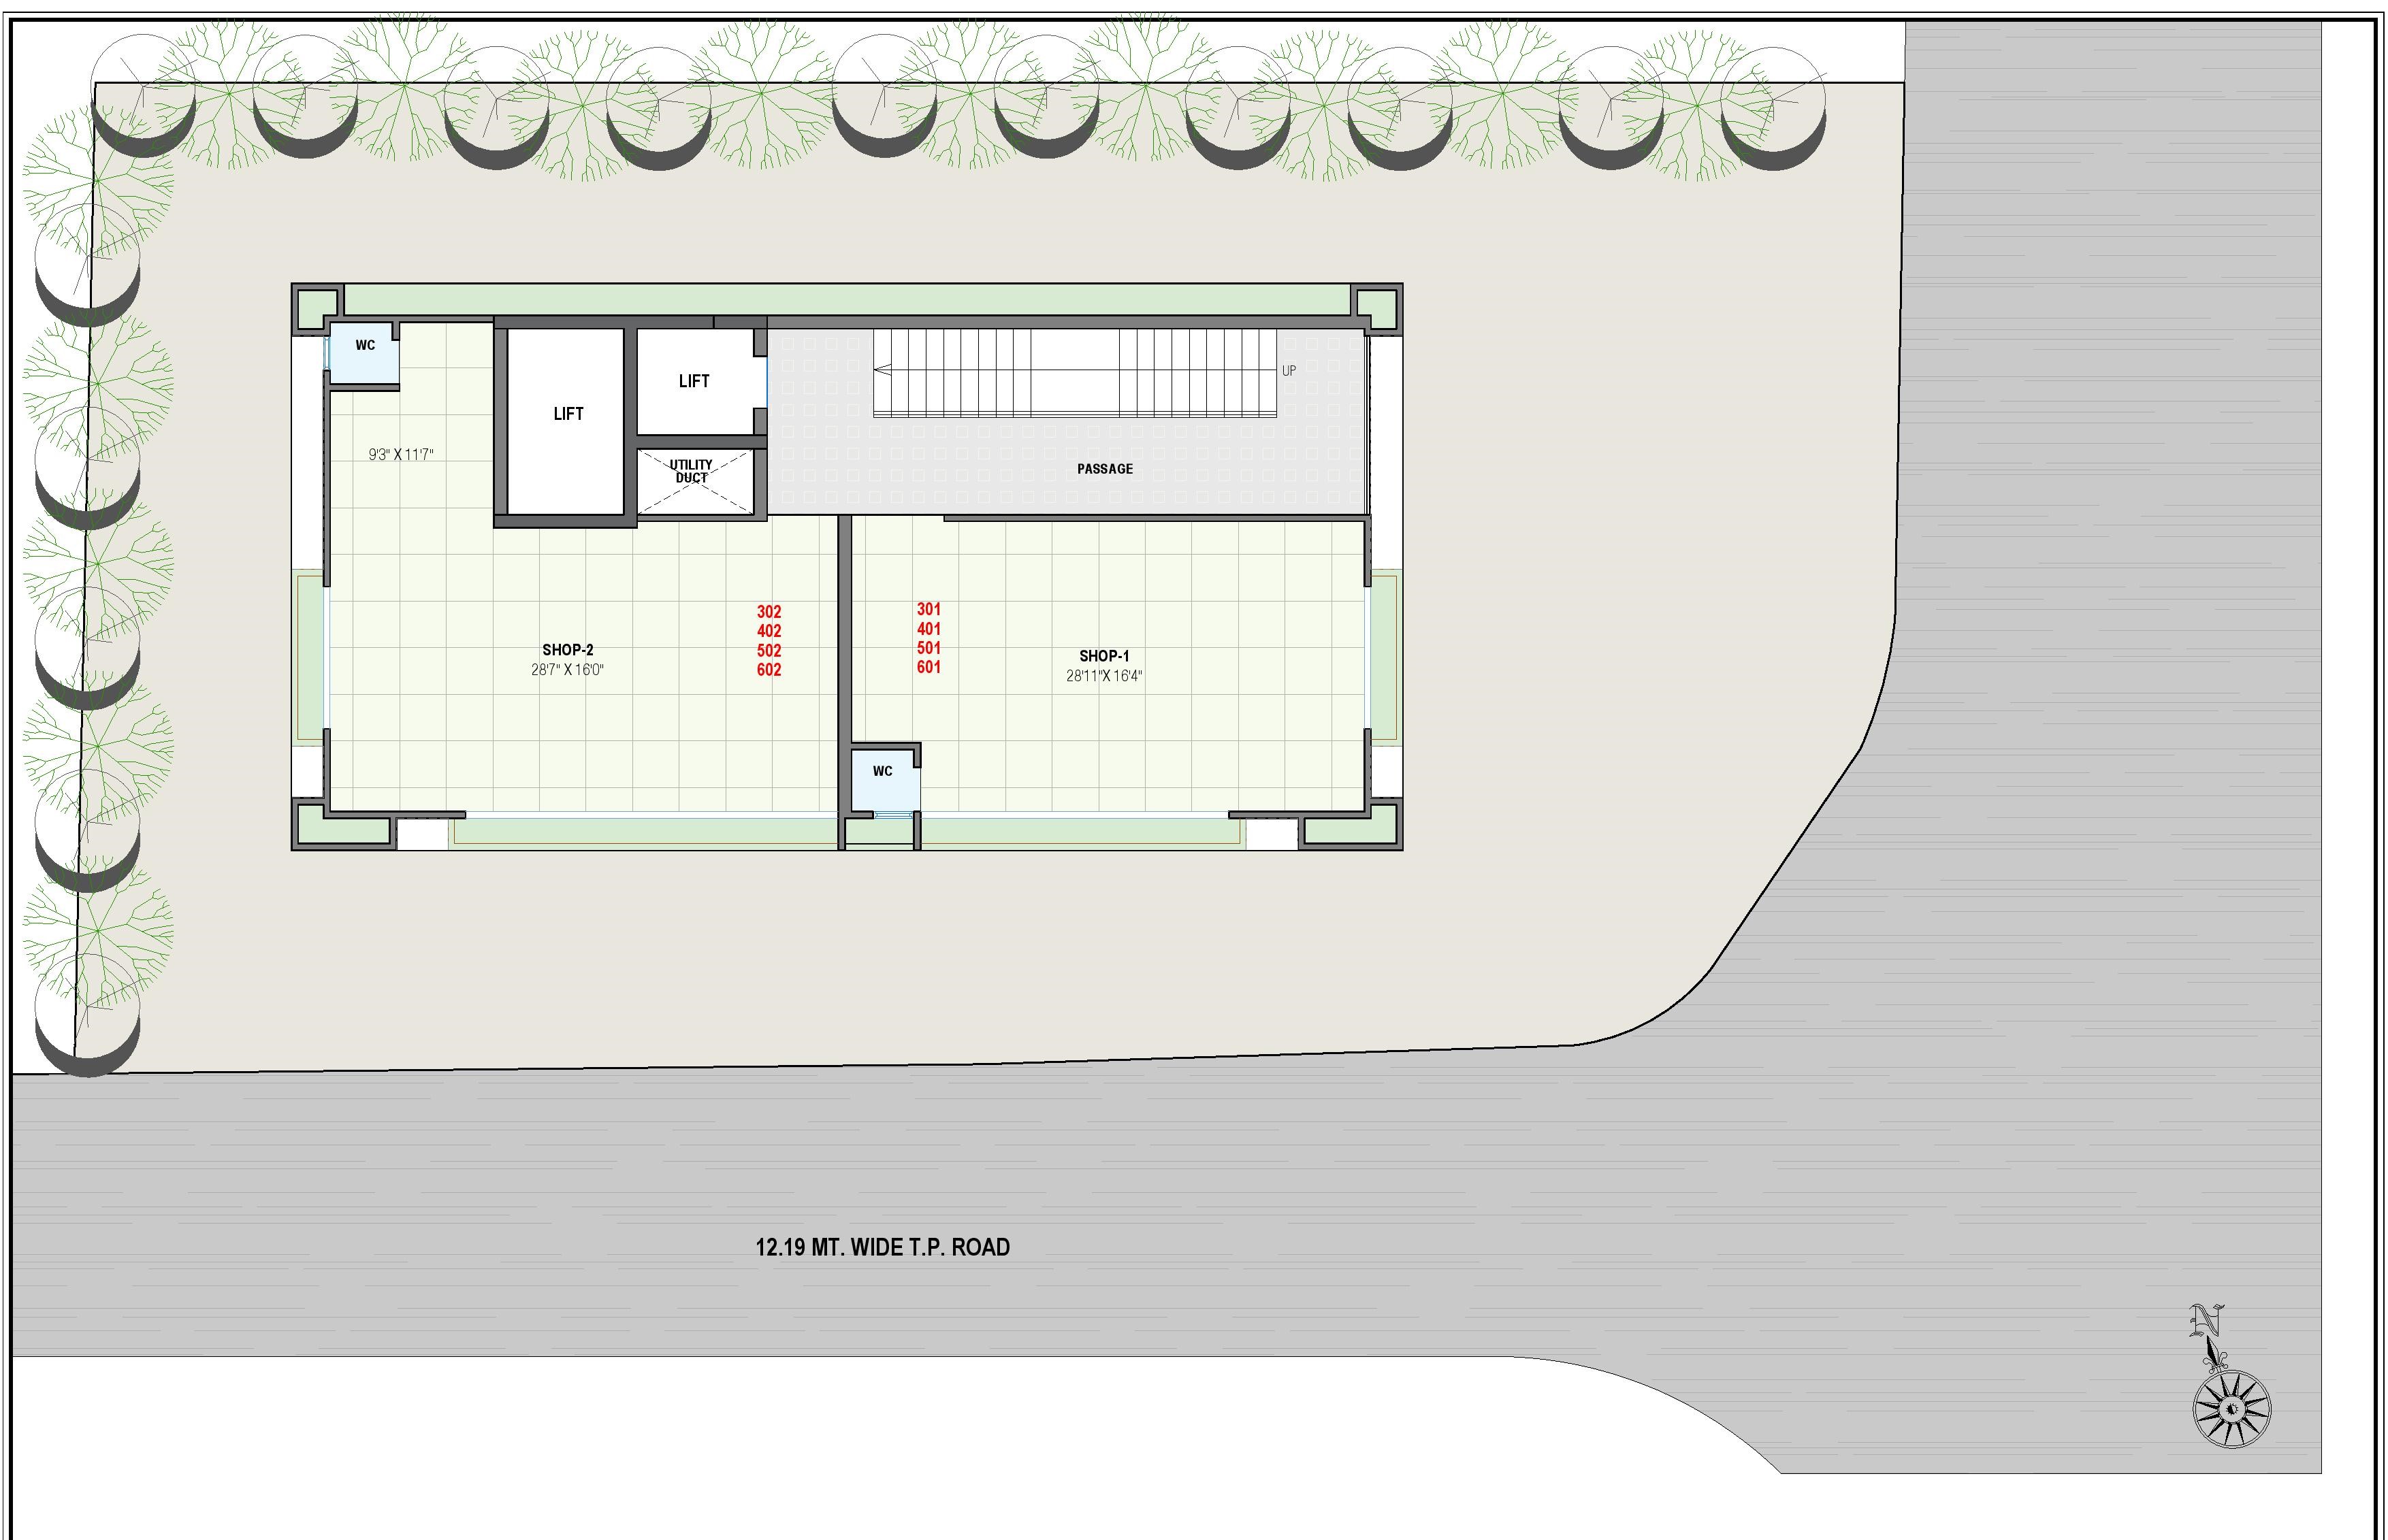 WC
LIFT
LIFT
UP
9'3" X 11'7"
UTILITY
DUCT
PASSAGE
302
402
502
602
301
401
501
601
SHOP-2
28'7" X 16'0"
SHOP-1
28'11"X 16'4"
WC
12.19 MT. WIDE T.P. ROAD
N